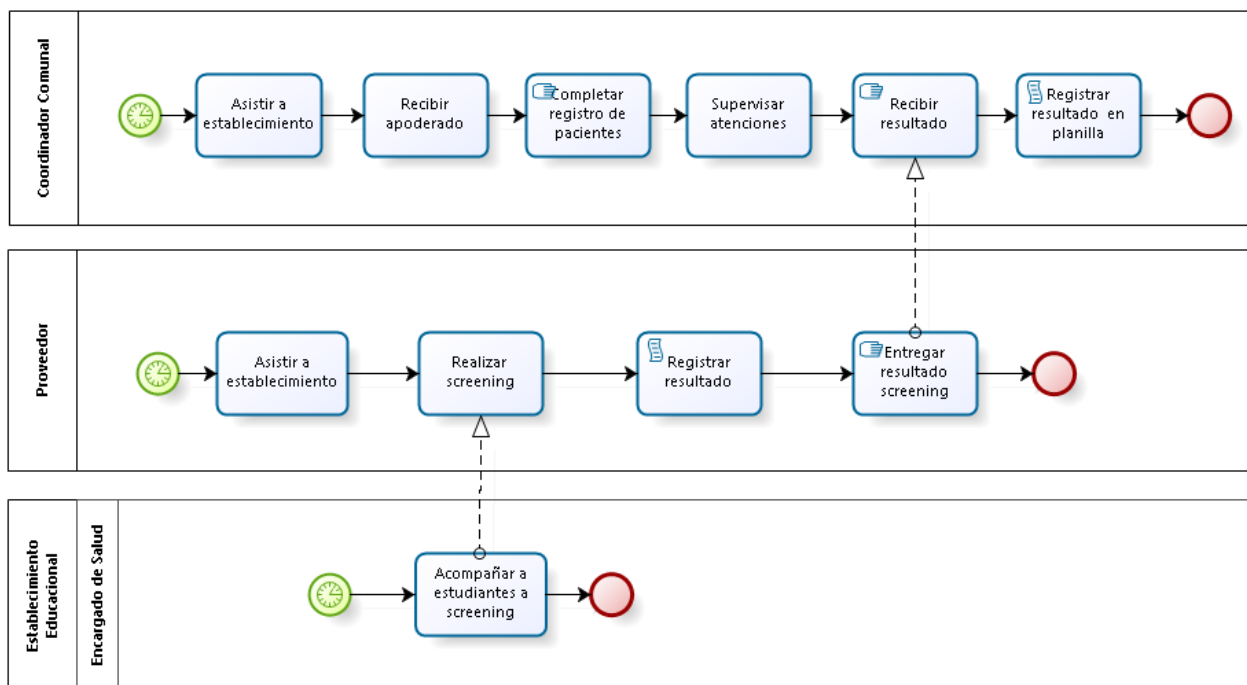 Coordinador Comunal
Asistir a
establecimiento
Recibir
apoderado
Completar
registro de
pacientes
Supervisar
atenciones
Recibir
resultado
Registrar
resultado en
planilla
Proveedor
Asistir a
establecimiento
Realizar
screening
Registrar
resultado
Entregar
resultado
screening
Establecimiento
Educacional
Encargado de Salud
Acompañar a
estudiantes a
screening